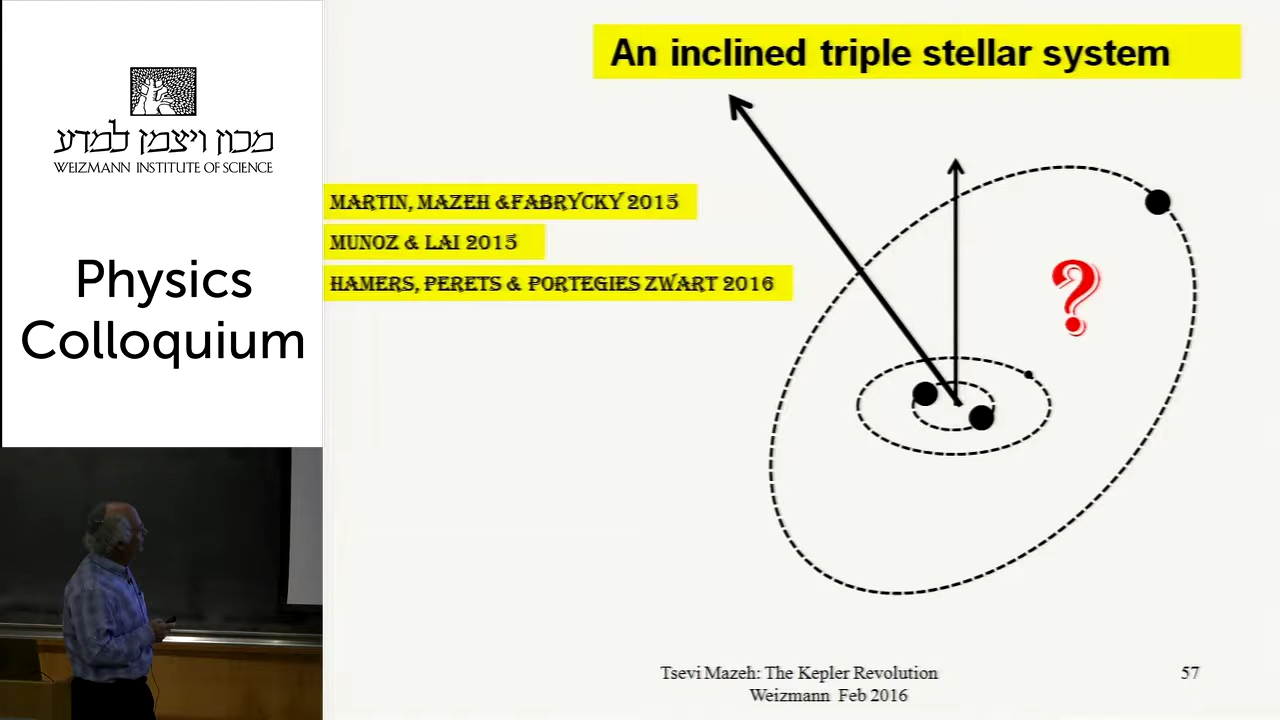 מכון ויצמן למדע
WEIZMANN INSTITUTE OF SCIENCE
Physics
Colloquium
An inclined triple stellar system
MARTIN, MAZEH &FABRYCKY 2015
MUNOZ & LAI 2015
HAMERS, PERETS & PORTEGIES ZWART 2016
?
Tsevi Mazeh: The Kepler Revolution
Weizmann Feb 2016
57